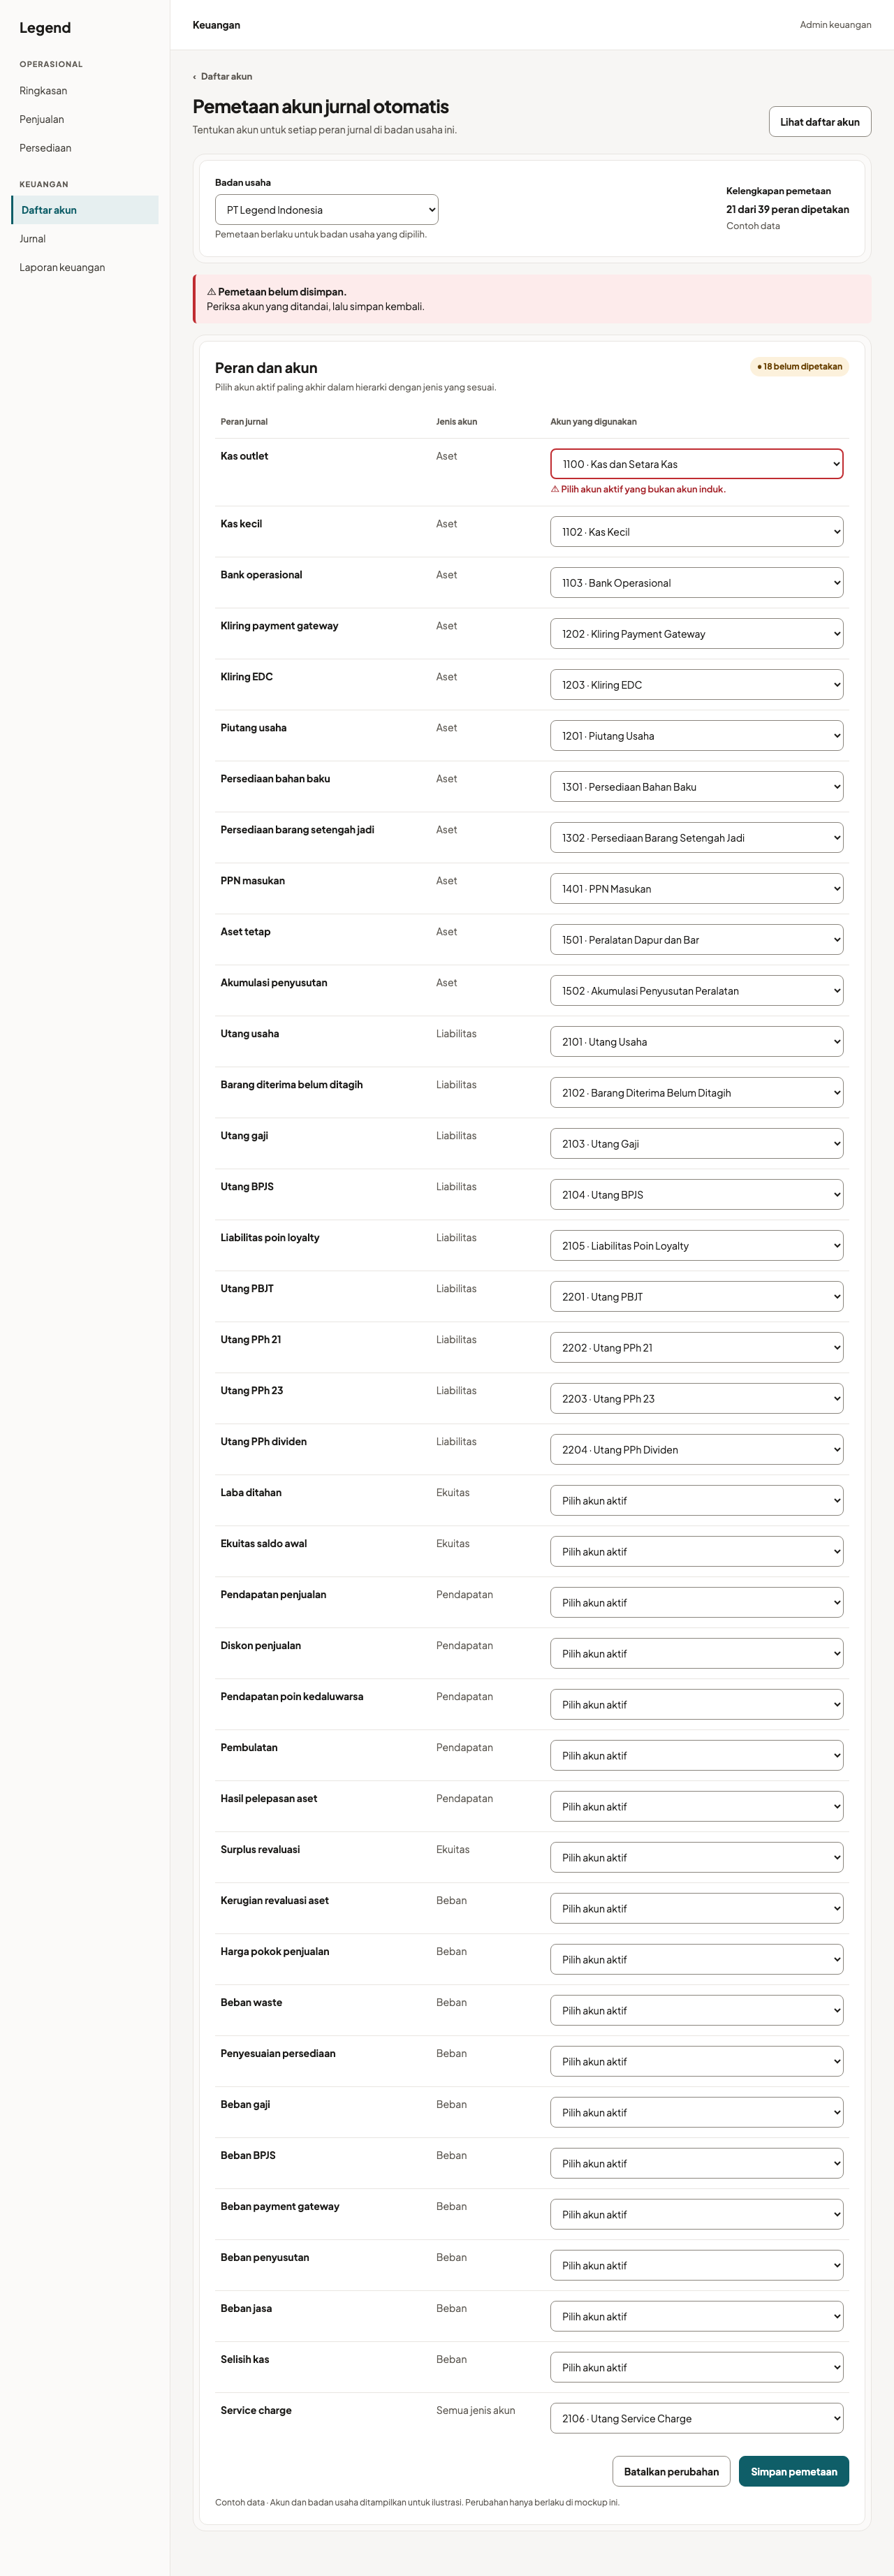 Legend
OPERASIONAL
Ringkasan
Penjualan
Persediaan
KEUANGAN
Daftar akun
Jurnal
Laporan keuangan
Keuangan
Admin keuangan
‹ Daftar akun
Pemetaan akun jurnal otomatis
Tentukan akun untuk setiap peran jurnal di badan usaha ini.
Lihat daftar akun
Badan usaha
PT Legend Indonesia
Pemetaan berlaku untuk badan usaha yang dipilih.
Kelengkapan pemetaan
21 dari 39 peran dipetakan
Contoh data
⚠ Pemetaan belum disimpan.
Periksa akun yang ditandai, lalu simpan kembali.
Peran dan akun
● 18 belum dipetakan
Pilih akun aktif paling akhir dalam hierarki dengan jenis yang sesuai.
Peran jurnal Jenis akun Akun yang digunakan
Kas outlet Aset 1100 · Kas dan Setara Kas
⚠ Pilih akun aktif yang bukan akun induk.
Kas kecil Aset 1102 · Kas Kecil
Bank operasional Aset 1103 · Bank Operasional
Kliring payment gateway Aset 1202 · Kliring Payment Gateway
Kliring EDC Aset 1203 · Kliring EDC
Piutang usaha Aset 1201 · Piutang Usaha
Persediaan bahan baku Aset 1301 · Persediaan Bahan Baku
Persediaan barang setengah jadi Aset 1302 · Persediaan Barang Setengah Jadi
PPN masukan Aset 1401 · PPN Masukan
Aset tetap Aset 1501 · Peralatan Dapur dan Bar
Akumulasi penyusutan Aset 1502 · Akumulasi Penyusutan Peralatan
Utang usaha Liabilitas 2101 · Utang Usaha
Barang diterima belum ditagih Liabilitas 2102 · Barang Diterima Belum Ditagih
Utang gaji Liabilitas 2103 · Utang Gaji
Utang BPJS Liabilitas 2104 · Utang BPJS
Liabilitas poin loyalty Liabilitas 2105 · Liabilitas Poin Loyalty
Utang PBJT Liabilitas 2201 · Utang PBJT
Utang PPh 21 Liabilitas 2202 · Utang PPh 21
Utang PPh 23 Liabilitas 2203 · Utang PPh 23
Utang PPh dividen Liabilitas 2204 · Utang PPh Dividen
Laba ditahan Ekuitas Pilih akun aktif
Ekuitas saldo awal Ekuitas Pilih akun aktif
Pendapatan penjualan Pendapatan Pilih akun aktif
Diskon penjualan Pendapatan Pilih akun aktif
Pendapatan poin kedaluwarsa Pendapatan Pilih akun aktif
Pembulatan Pendapatan Pilih akun aktif
Hasil pelepasan aset Pendapatan Pilih akun aktif
Surplus revaluasi Ekuitas Pilih akun aktif
Kerugian revaluasi aset Beban Pilih akun aktif
Harga pokok penjualan Beban Pilih akun aktif
Beban waste Beban Pilih akun aktif
Penyesuaian persediaan Beban Pilih akun aktif
Beban gaji Beban Pilih akun aktif
Beban BPJS Beban Pilih akun aktif
Beban payment gateway Beban Pilih akun aktif
Beban penyusutan Beban Pilih akun aktif
Beban jasa Beban Pilih akun aktif
Selisih kas Beban Pilih akun aktif
Service charge Semua jenis akun 2106 · Utang Service Charge
Batalkan perubahan
Simpan pemetaan
Contoh data · Akun dan badan usaha ditampilkan untuk ilustrasi. Perubahan hanya berlaku di mockup ini.